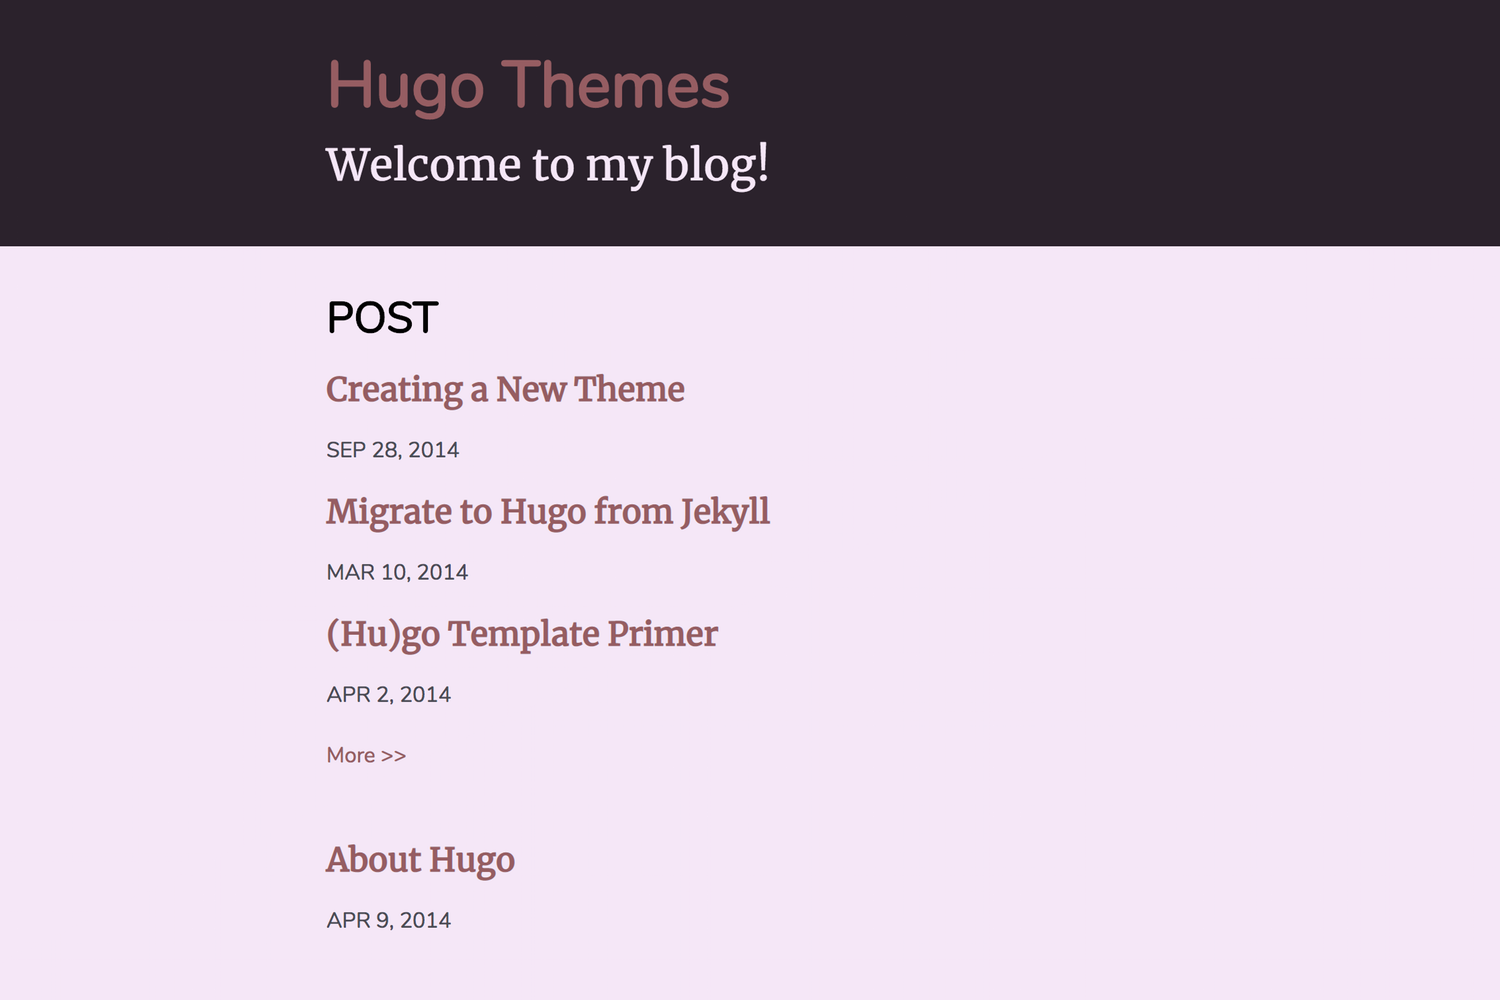 Hugo Themes
Welcome to my blog!
POST
Creating a New Theme
SEP 28, 2014
Migrate to Hugo from Jekyll
MAR 10, 2014
(Hu)go Template Primer
APR 2, 2014
More >>
About Hugo
APR 9, 2014